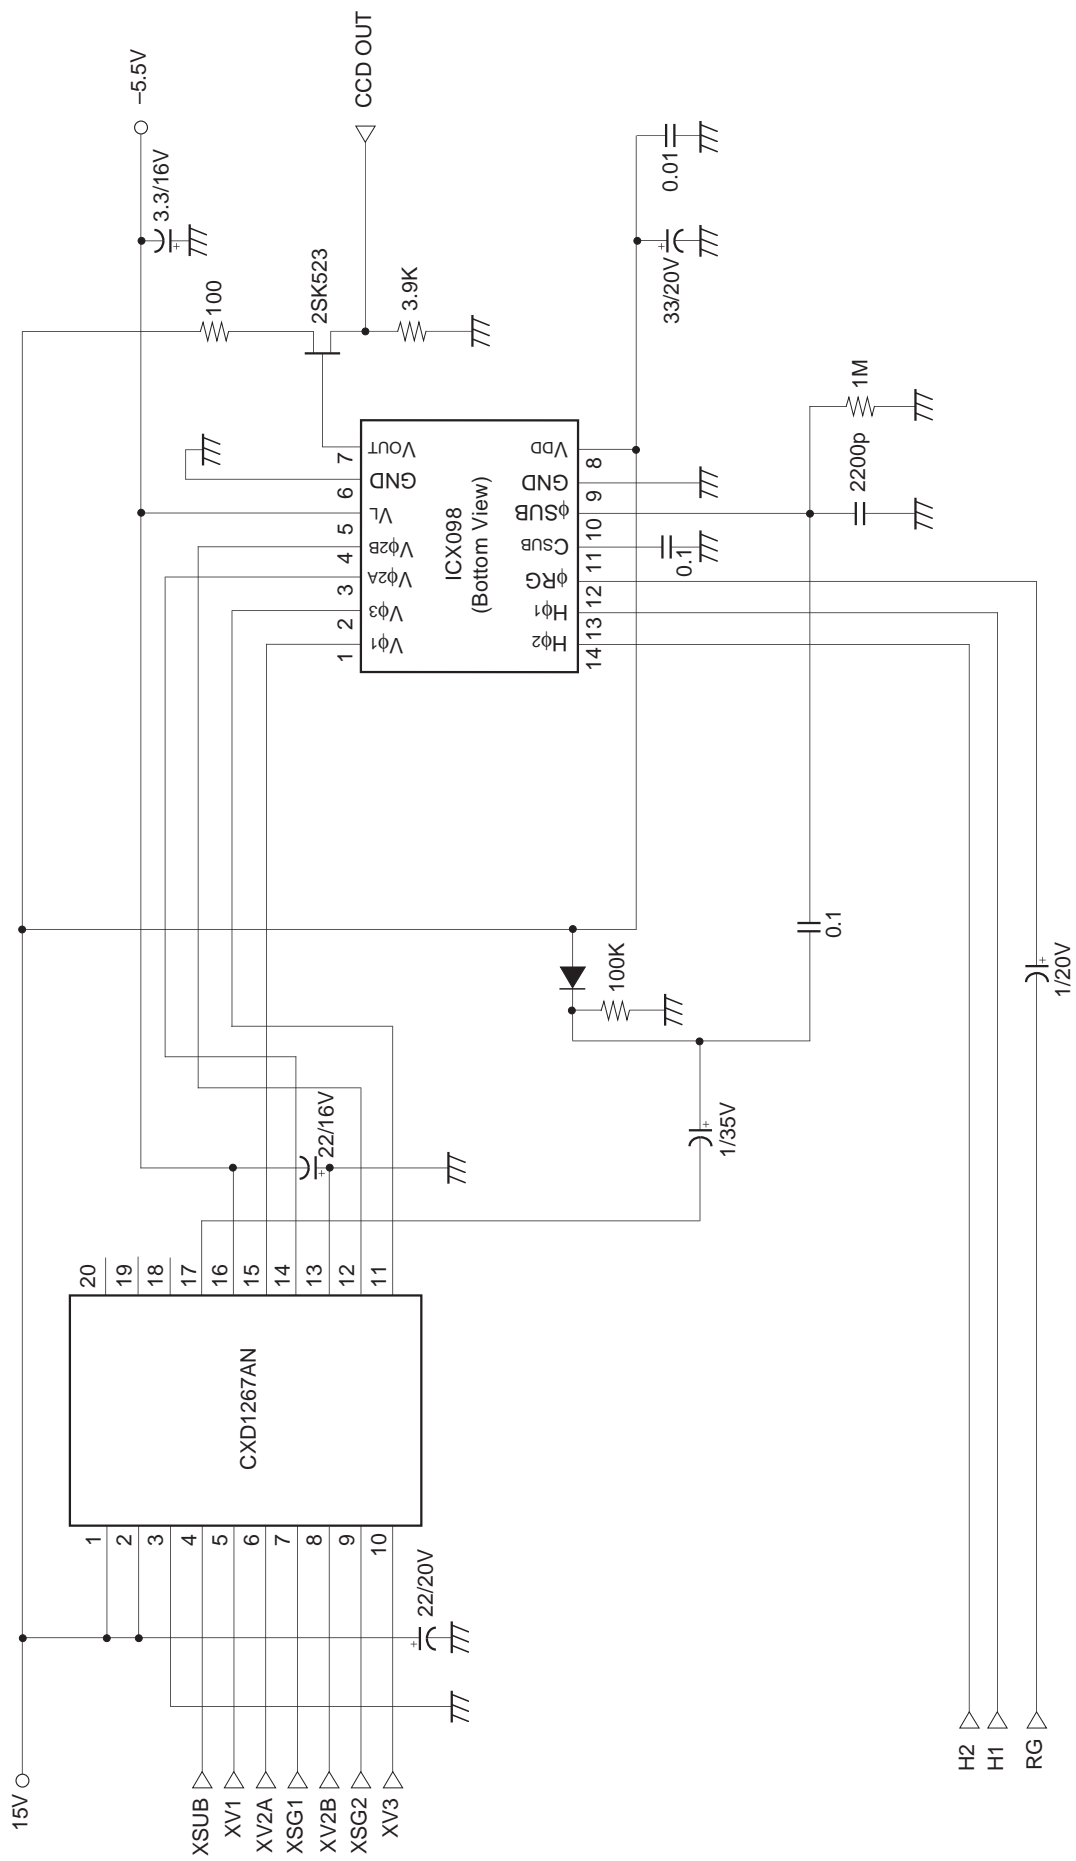 15V
XSUB
XV1
XV2A
XSG1
XV2B
XSG2
XV3
22/20V
1
2
3
4
5
6
7
8
9
10
CXD1267AN
20
19
18
17
16
15
14
13
12
11
22/16V
1/35V
100K
0.1
1/20V
H2
H1
RG
1 Vϕ1
2 Vϕ3
3 Vϕ2A
4 Vϕ2B
5 VL
6 GND
7 VOUT
ICX098
(Bottom View)
14 Hϕ2
13 Hϕ1
12 ϕRG
11 CSUB
10 ϕSUB
9 GND
8 VDD
0.1
2200p
1M
100
2SK523
3.9K
3.3/16V
–5.5V
CCD OUT
33/20V
0.01
+
+
+
+
+
+